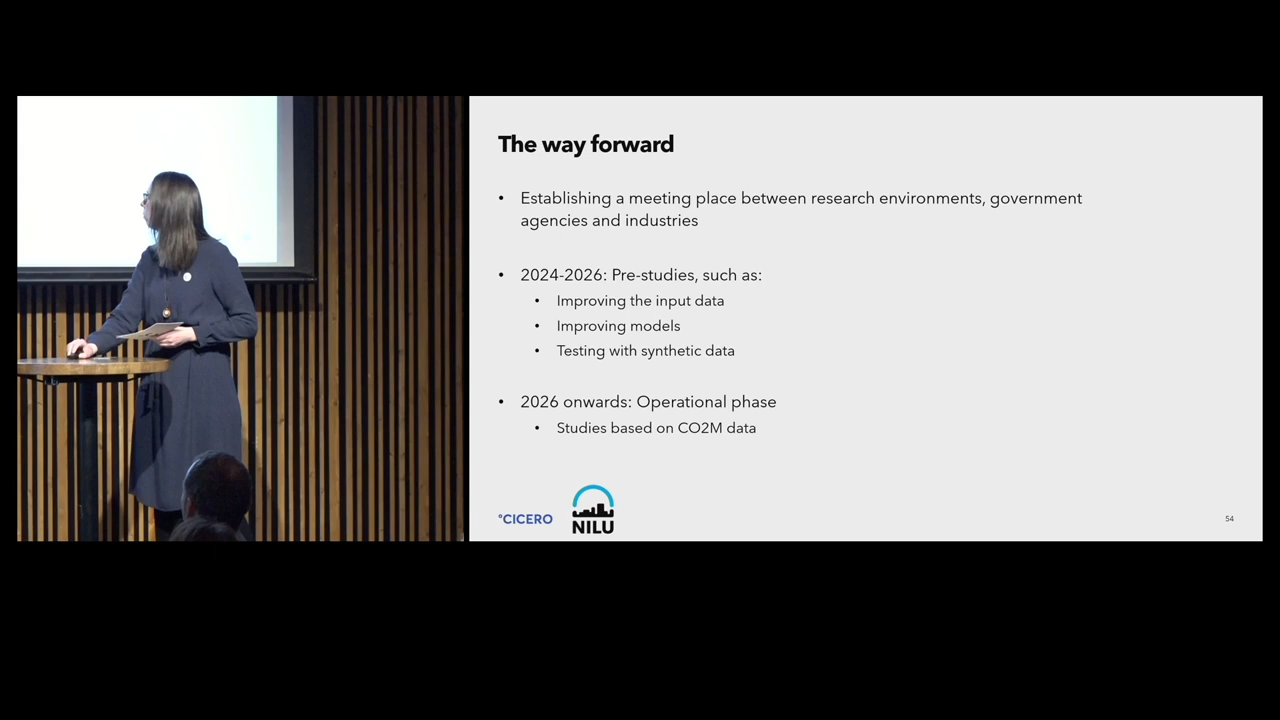 The way forward
• Establishing a meeting place between research environments, government
agencies and industries
• 2024-2026: Pre-studies, such as:
• Improving the input data
• Improving models
• Testing with synthetic data
• 2026 onwards: Operational phase
• Studies based on CO2M data
°CICERO
NILU
54